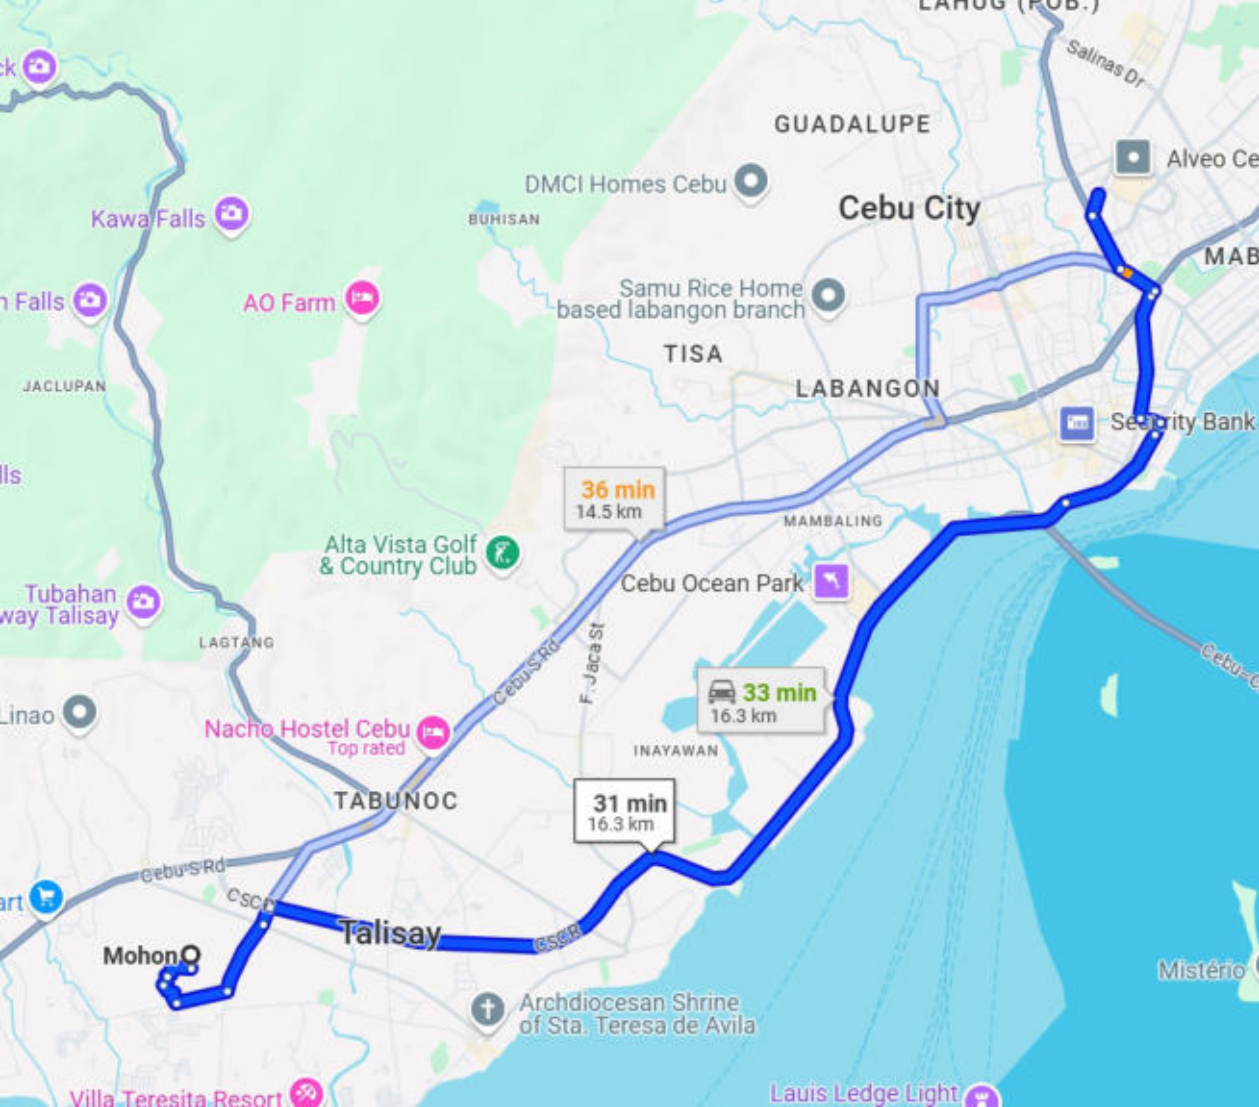 LAHUG (POB.)
Salinas Dr
ck
GUADALUPE
Alveo Ce
DMCI Homes Cebu
Cebu City
Kawa Falls
BUHISAN
MAB
n Falls
AO Farm
Samu Rice Home
based labangon branch
TISA
JACLUPAN
LABANGON
Security Bank
lls
36 min
14.5 km
MAMBALING
Alta Vista Golf
& Country Club
Cebu Ocean Park
Tubahan
way Talisay
LAGTANG
F. Jaca St
Cebu S Rd
Cebu-C
33 min
16.3 km
Linao
Nacho Hostel Cebu
Top rated
INAYAWAN
TABUNOC
31 min
16.3 km
Cebu S Rd
art
CSCR
Talisay
CSCR
Mohon
Mistério
Archdiocesan Shrine
of Sta. Teresa de Avila
Villa Teresita Resort
Lauis Ledge Light